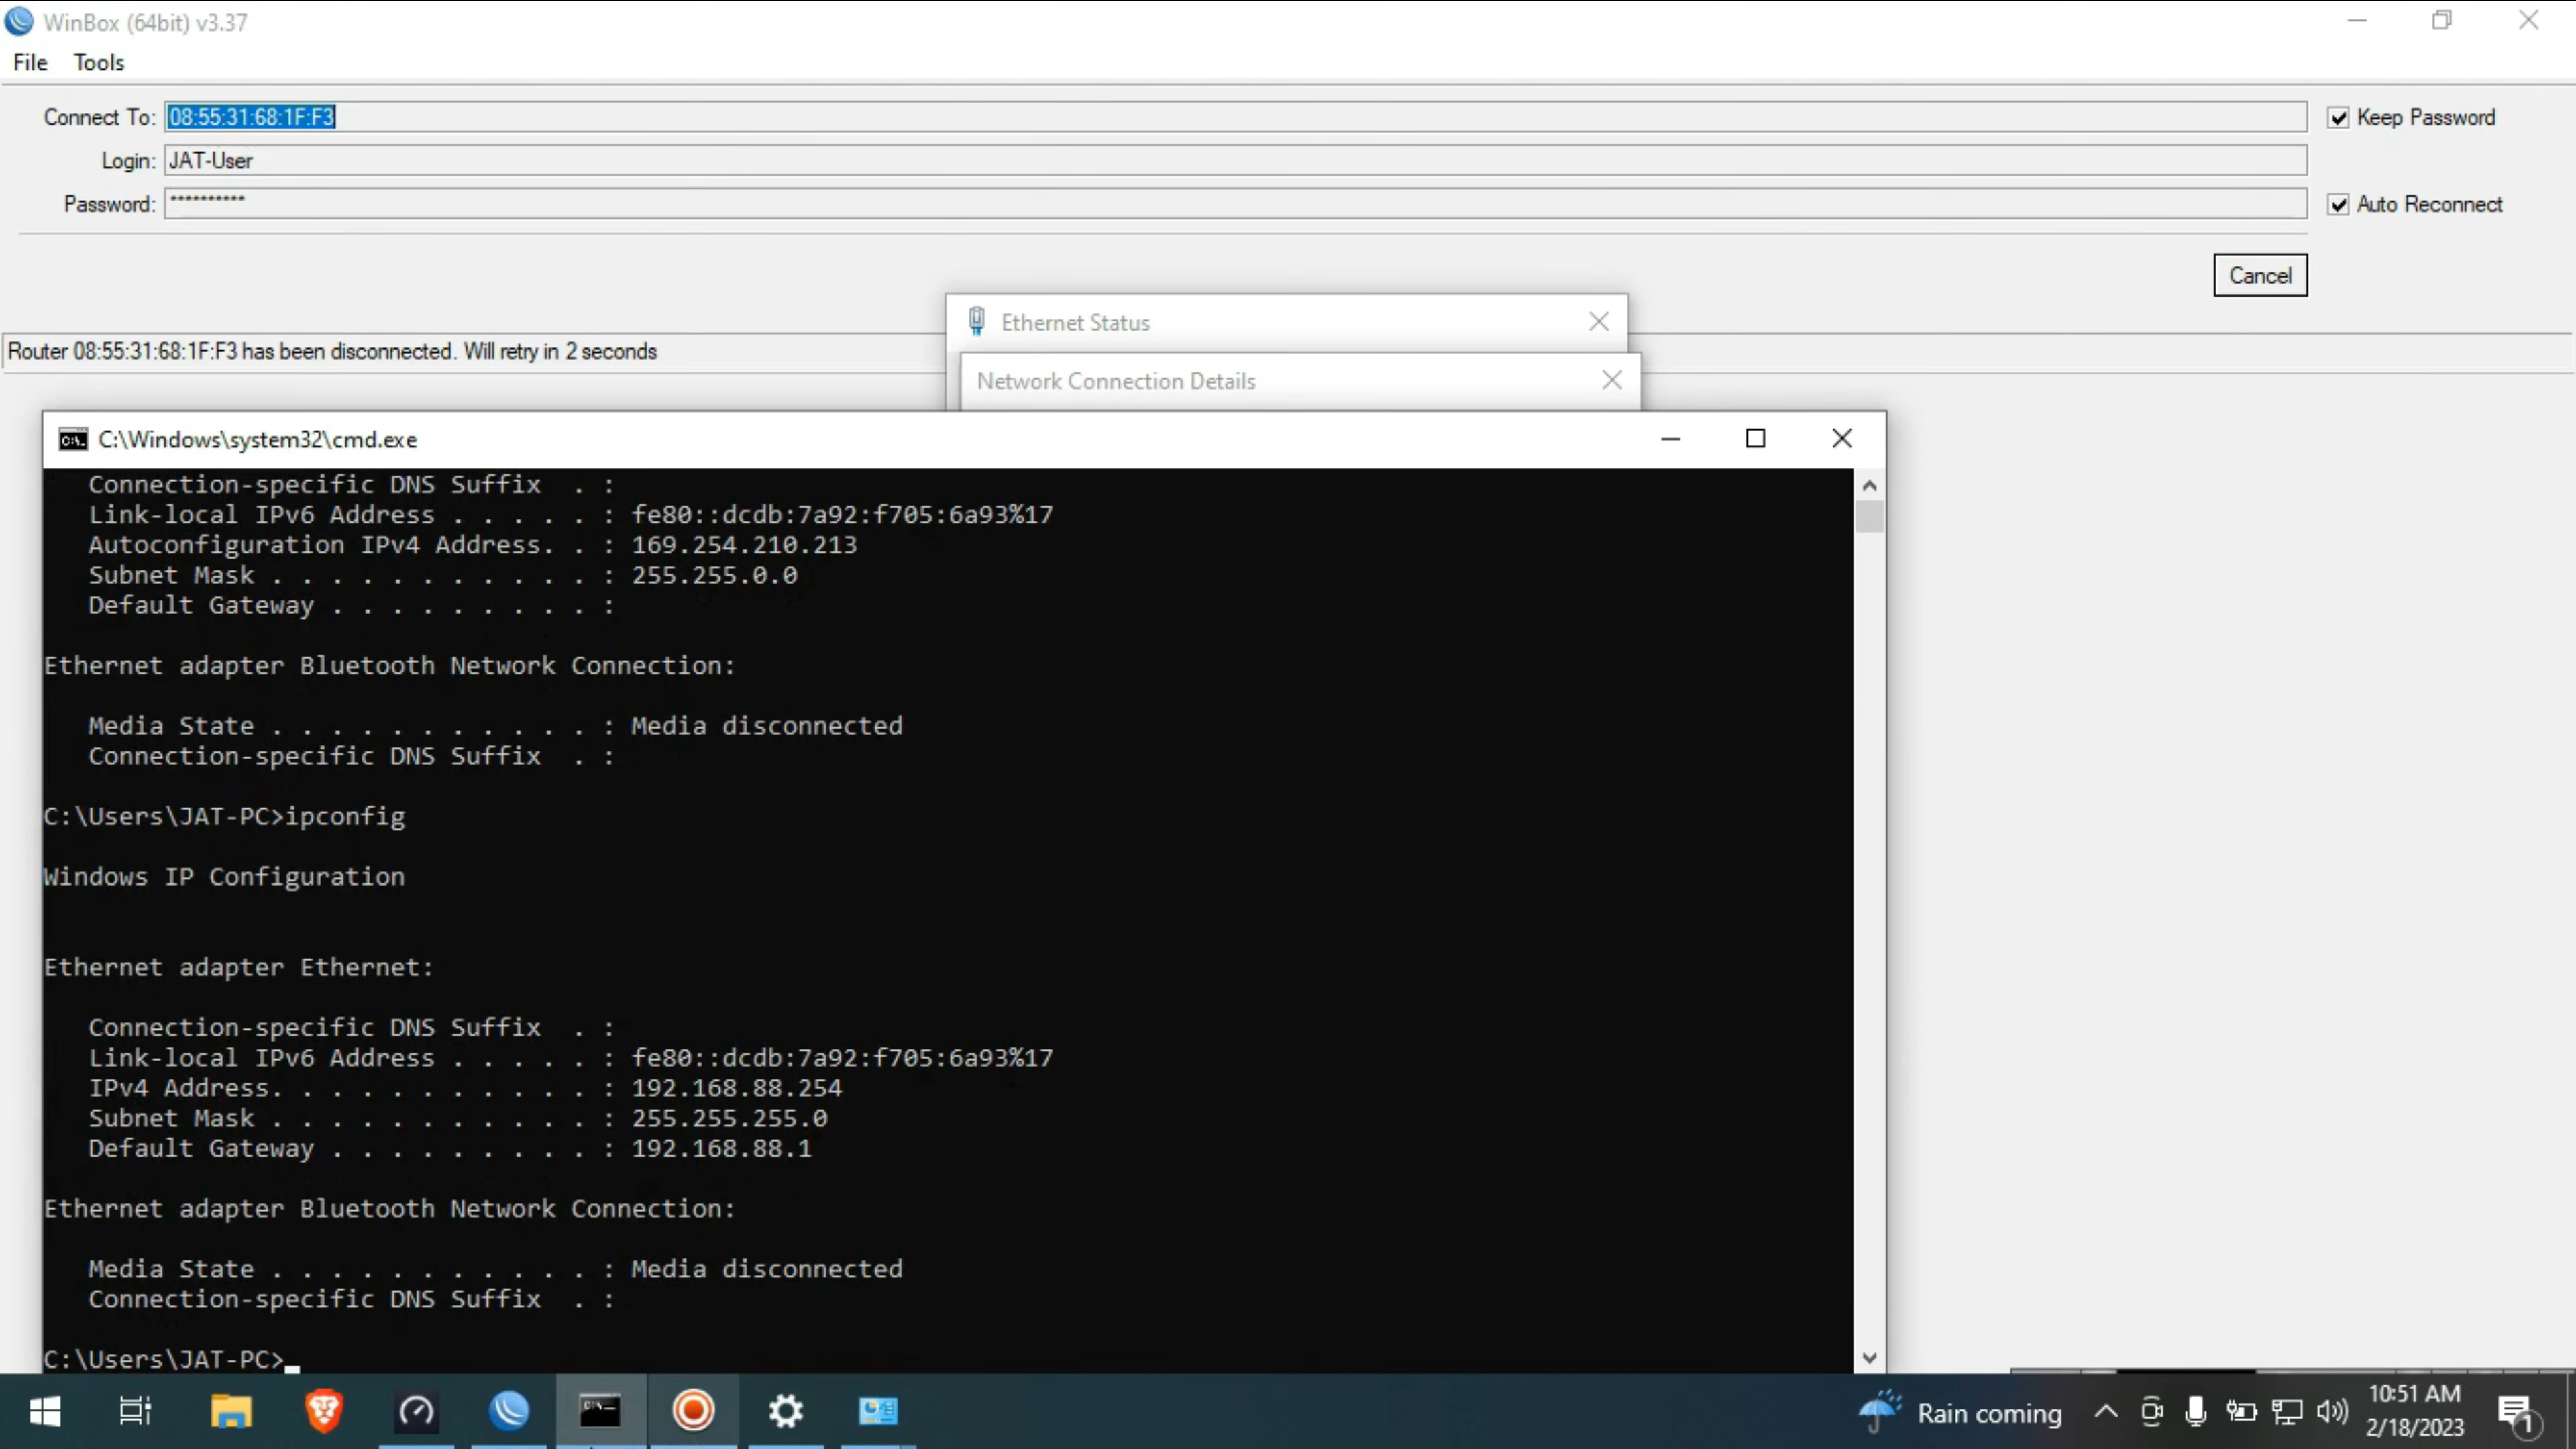 WinBox (64bit) v3.37
File Tools
Connect To: 08:55:31:68:1F:F3 Keep Password
Login: JAT-User
Password: ********** Auto Reconnect
Cancel
Ethernet Status
Router 08:55:31:68:1F:F3 has been disconnected. Will retry in 2 seconds
Network Connection Details
C:\Windows\system32\cmd.exe
Connection-specific DNS Suffix . :
Link-local IPv6 Address . . . . . : fe80::dcdb:7a92:f705:6a93%17
Autoconfiguration IPv4 Address. . : 169.254.210.213
Subnet Mask . . . . . . . . . . . : 255.255.0.0
Default Gateway . . . . . . . . . :
Ethernet adapter Bluetooth Network Connection:
Media State . . . . . . . . . . . : Media disconnected
Connection-specific DNS Suffix . :
C:\Users\JAT-PC>ipconfig
Windows IP Configuration
Ethernet adapter Ethernet:
Connection-specific DNS Suffix . :
Link-local IPv6 Address . . . . . : fe80::dcdb:7a92:f705:6a93%17
IPv4 Address. . . . . . . . . . . : 192.168.88.254
Subnet Mask . . . . . . . . . . . : 255.255.255.0
Default Gateway . . . . . . . . . : 192.168.88.1
Ethernet adapter Bluetooth Network Connection:
Media State . . . . . . . . . . . : Media disconnected
Connection-specific DNS Suffix . :
C:\Users\JAT-PC>
Rain coming
10:51 AM
2/18/2023
1